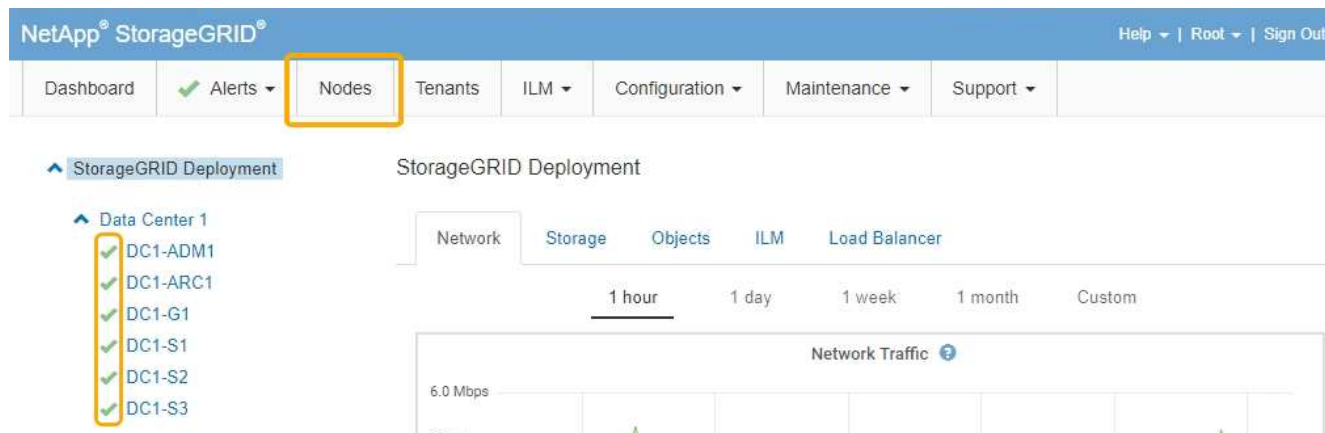 NetApp® StorageGRID®
Help | Root | Sign Out
Dashboard Alerts Nodes Tenants ILM Configuration Maintenance Support
StorageGRID Deployment
StorageGRID Deployment
Data Center 1
DC1-ADM1
DC1-ARC1
DC1-G1
DC1-S1
DC1-S2
DC1-S3
Network Storage Objects ILM Load Balancer
1 hour 1 day 1 week 1 month Custom
Network Traffic
6.0 Mbps